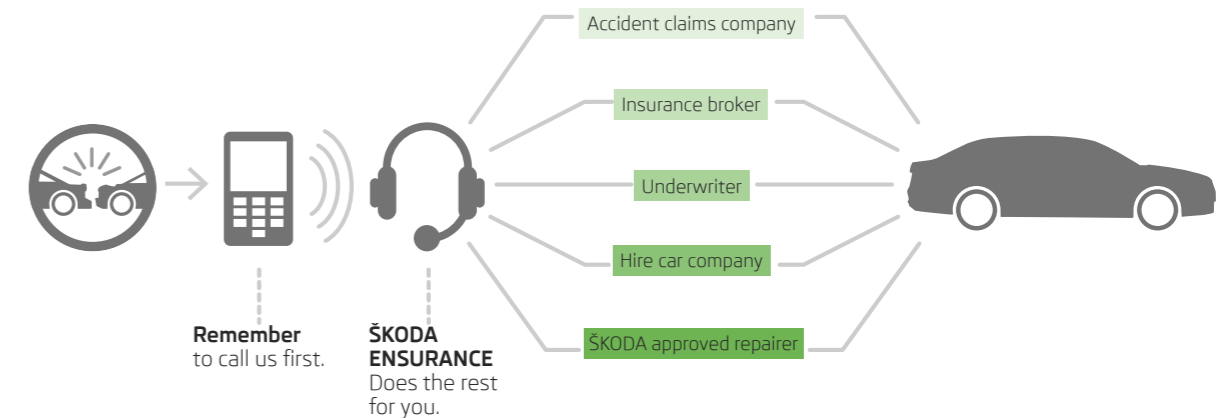 Accident claims company
Insurance broker
Underwriter
Hire car company
ŠKODA approved repairer
Remember
to call us first.
ŠKODA
ENSURANCE
Does the rest
for you.